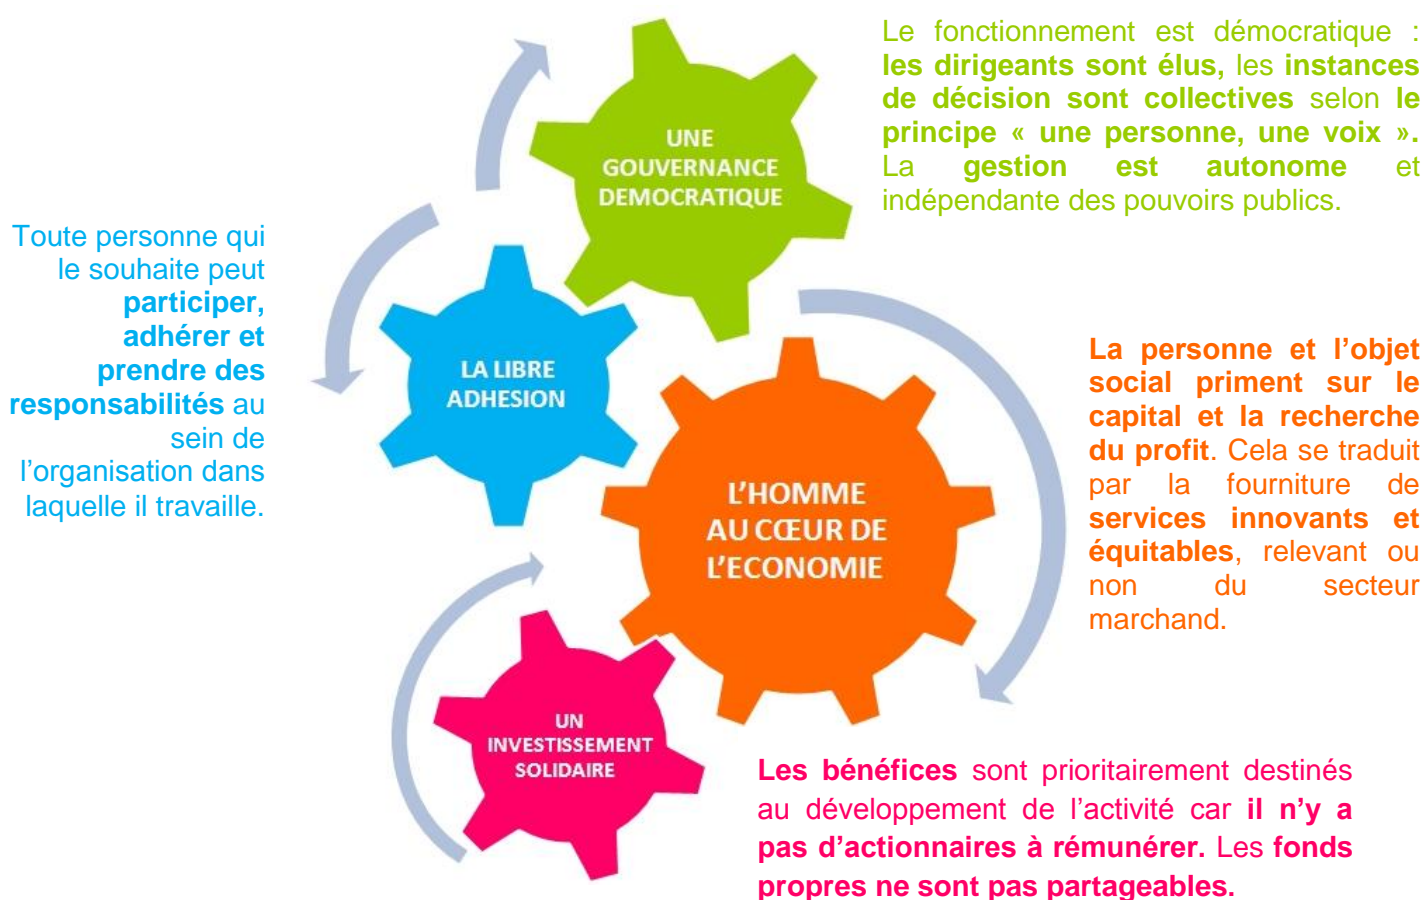 UNE
GOUVERNANCE
DEMOCRATIQUE
Le fonctionnement est démocratique :
les dirigeants sont élus, les instances
de décision sont collectives selon le
principe « une personne, une voix ».
La gestion est autonome et
indépendante des pouvoirs publics.
Toute personne qui
le souhaite peut
participer,
adhérer et
prendre des
responsabilités au
sein de
l’organisation dans
laquelle il travaille.
LA LIBRE
ADHESION
L’HOMME
AU CŒUR DE
L’ECONOMIE
La personne et l’objet
social priment sur le
capital et la recherche
du profit. Cela se traduit
par la fourniture de
services innovants et
équitables, relevant ou
non du secteur
marchand.
UN
INVESTISSEMENT
SOLIDAIRE
Les bénéfices sont prioritairement destinés
au développement de l’activité car il n’y a
pas d’actionnaires à rémunérer. Les fonds
propres ne sont pas partageables.